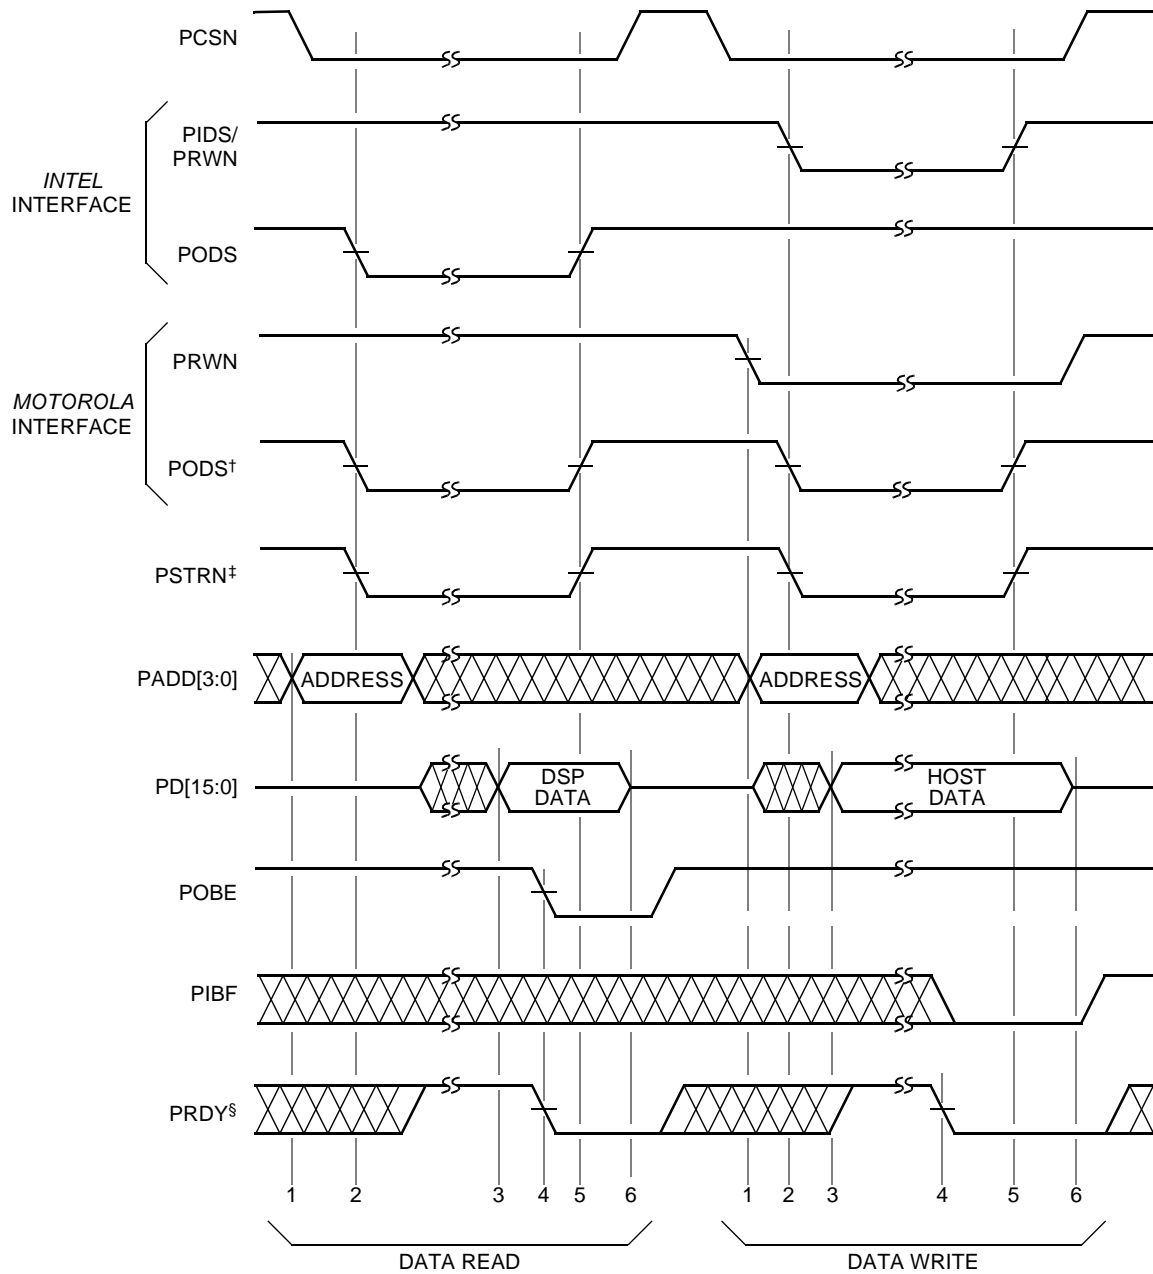 PCSN
PIDS/
PRWN
INTEL
INTERFACE
PODS
PRWN
MOTOROLA
INTERFACE
PODS†
PSTRN‡
PADD[3:0]
ADDRESS
ADDRESS
PD[15:0]
DSP
DATA
HOST
DATA
POBE
PIBF
PRDY§
1 2 3 4 5 6 1 2 3 4 5 6
DATA READ
DATA WRITE